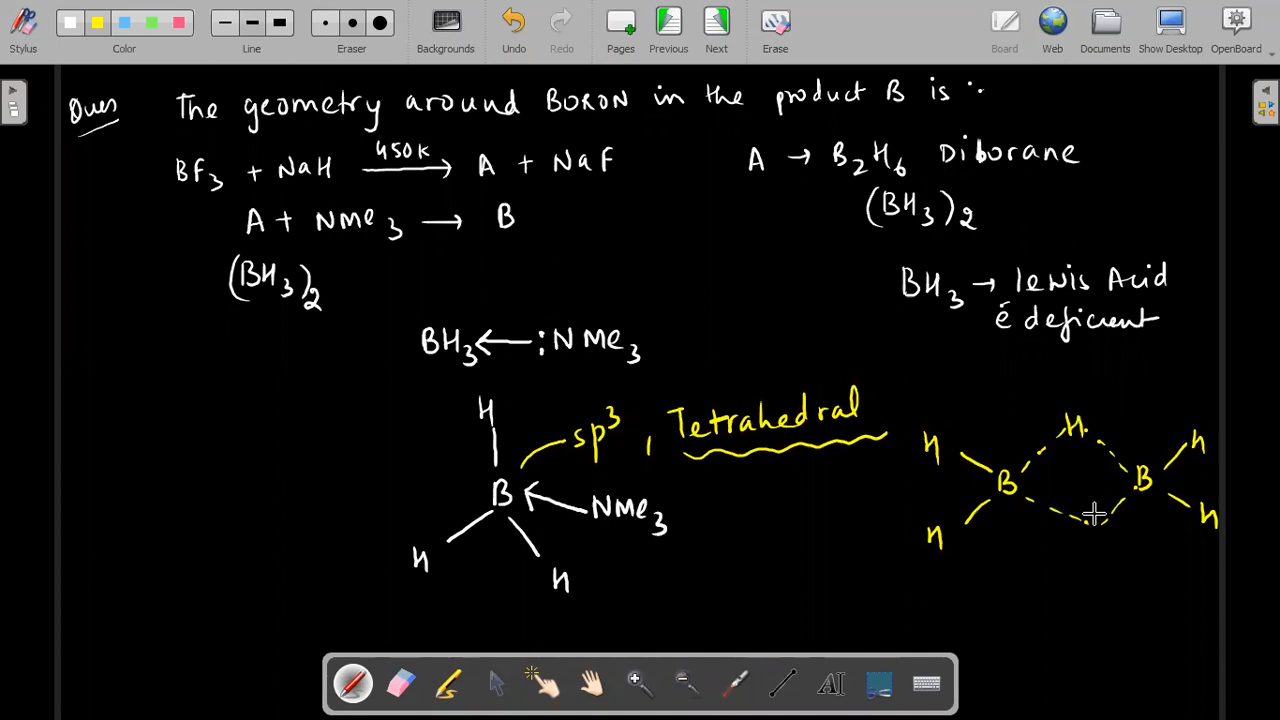 Stylus
Color
Line
Eraser
Backgrounds
Undo
Redo
Pages
Previous
Next
Erase
Board
Web
Documents
Show Desktop
OpenBoard
Ques The geometry around BORON in the product B is :-
BF3 + NaH 450K → A + NaF
A + NMe3 → B
(BH3)2
A → B2H6 Diborane
(BH3)2
BH3 → lewis Acid
é deficient
BH3 ← :NMe3
H
sp3, Tetrahedral
B ← NMe3
H H
H H H
B B
H H
AI